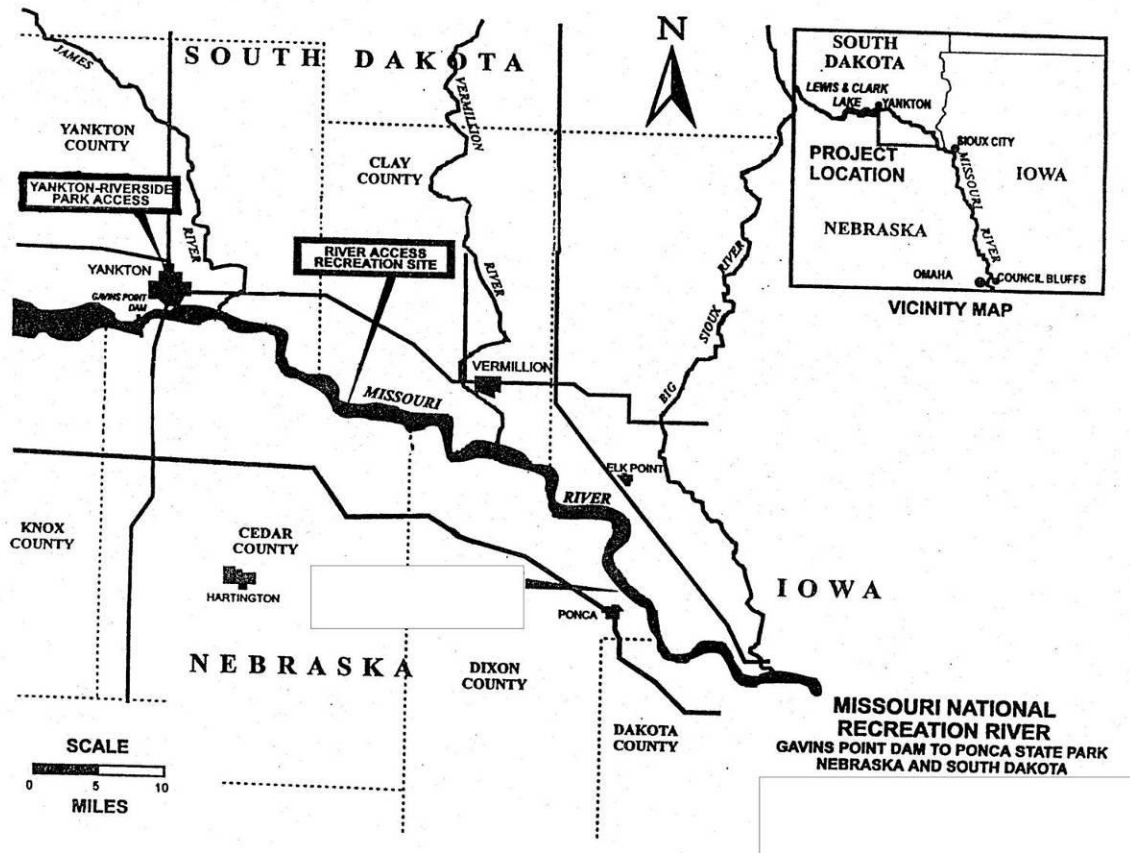 SOUTH DAKOTA
N
JAMES
RIVER
YANKTON
COUNTY
YANKTON-RIVERSIDE
PARK ACCESS
VERMILLION
RIVER
CLAY
COUNTY
RIVER ACCESS
RECREATION SITE
YANKTON
GAVINS POINT
DAM
MISSOURI
RIVER
VERMILLION
BIG
SIOUX
RIVER
ELK POINT
KNOX
COUNTY
CEDAR
COUNTY
HARTINGTON
PONCA
IOWA
NEBRASKA
DIXON
COUNTY
DAKOTA
COUNTY
SCALE
0 5 10
MILES
SOUTH
DAKOTA
LEWIS & CLARK
LAKE
YANKTON
SIOUX CITY
PROJECT
LOCATION
MISSOURI
RIVER
IOWA
NEBRASKA
OMAHA
COUNCIL BLUFFS
VICINITY MAP
MISSOURI NATIONAL
RECREATION RIVER
GAVINS POINT DAM TO PONCA STATE PARK
NEBRASKA AND SOUTH DAKOTA